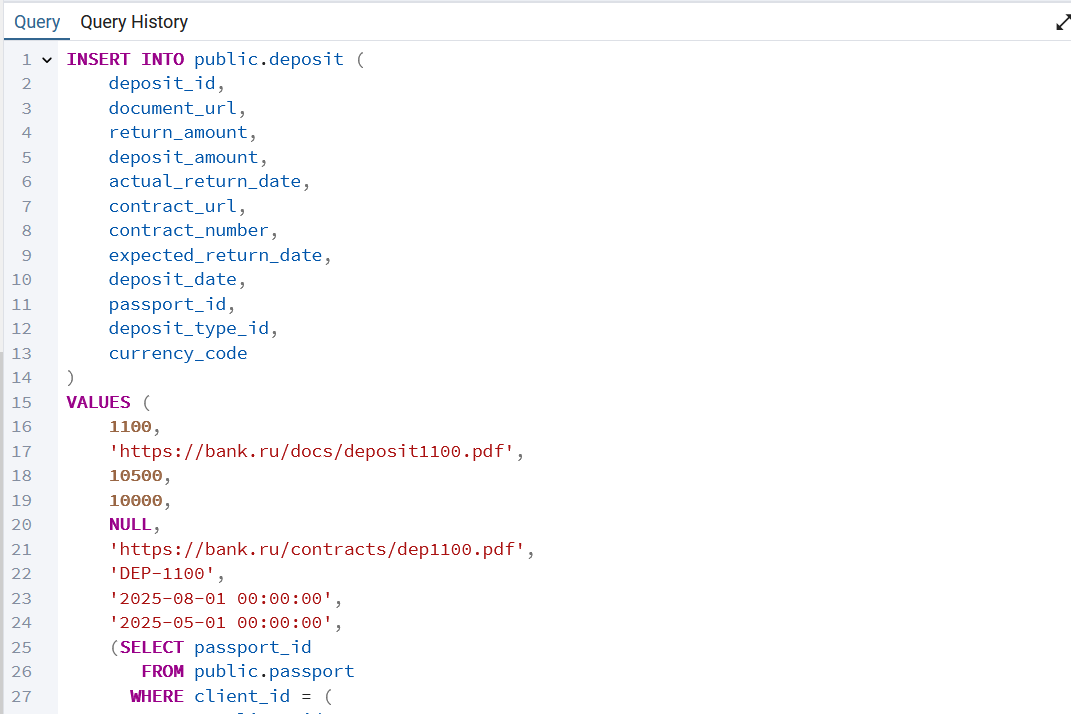 Query Query History
1 INSERT INTO public.deposit (
2 deposit_id,
3 document_url,
4 return_amount,
5 deposit_amount,
6 actual_return_date,
7 contract_url,
8 contract_number,
9 expected_return_date,
10 deposit_date,
11 passport_id,
12 deposit_type_id,
13 currency_code
14 )
15 VALUES (
16 1100,
17 'https://bank.ru/docs/deposit1100.pdf',
18 10500,
19 10000,
20 NULL,
21 'https://bank.ru/contracts/dep1100.pdf',
22 'DEP-1100',
23 '2025-08-01 00:00:00',
24 '2025-05-01 00:00:00',
25 (SELECT passport_id
26 FROM public.passport
27 WHERE client_id = (